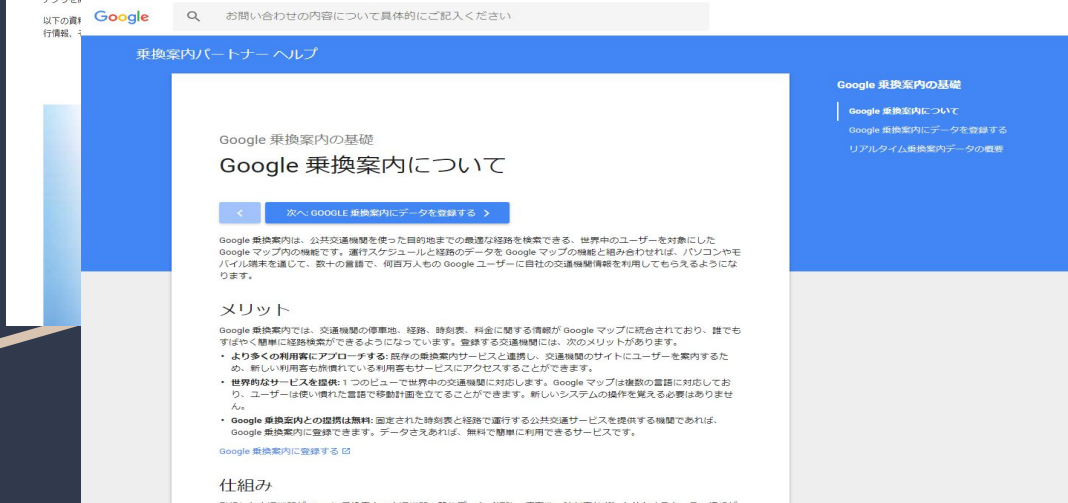 以下の資料
行情報、
Google
お問い合わせの内容について具体的にご記入ください
乗換案内パートナー ヘルプ
Google 乗換案内の基礎
Google 乗換案内について
Google 乗換案内にデータを登録する
リアルタイム乗換案内データの概要
Google 乗換案内の基礎
Google 乗換案内について
次へ: GOOGLE 乗換案内にデータを登録する
Google 乗換案内は、公共交通機関を使った目的地までの最適な経路を検索できる、世界中のユーザーを対象にした
Google マップ内の機能です。運行スケジュールと経路のデータを Google マップの機能と組み合わせれば、パソコンやモ
バイル端末を通じて、数十の言語で、何百万人もの Google ユーザーに自社の交通機関情報を利用してもらえるようにな
ります。
メリット
Google 乗換案内では、交通機関の停車地、経路、時刻表、料金に関する情報が Google マップに統合されており、誰でも
すばやく簡単に経路検索ができるようになっています。登録する交通機関には、次のメリットがあります。
・より多くの利用客にアプローチする: 既存の乗換案内サービスと連携し、交通機関のサイトにユーザーを案内するた
め、新しい利用客も旅慣れている利用客もサービスにアクセスすることができます。
・世界的なサービスを提供: 1 つのビューで世界中の交通機関に対応します。Google マップは複数の言語に対応してお
り、ユーザーは使い慣れた言語で移動計画を立てることができます。新しいシステムの操作を覚える必要はありませ
ん。
・Google 乗換案内との提携は無料: 固定された時刻表と経路で運行する公共交通サービスを提供する機関であれば、
Google 乗換案内に登録できます。データさえあれば、無料で簡単に利用できるサービスです。
Google 乗換案内に登録する
仕組み